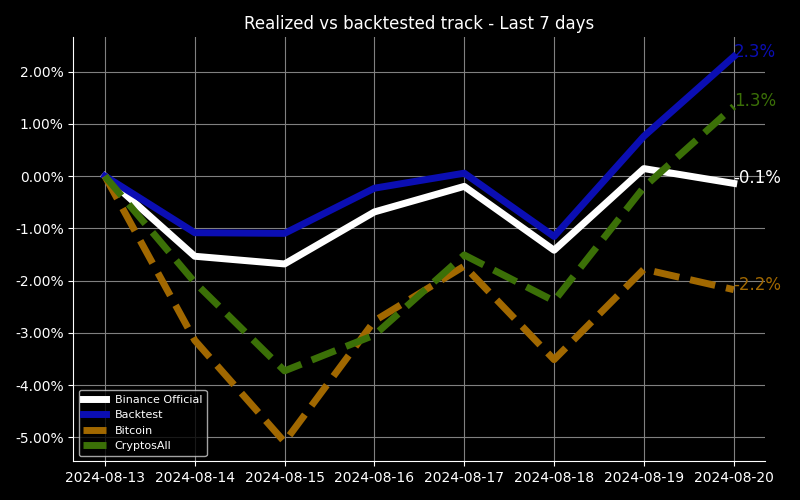 Realized vs backtested track - Last 7 days
2.3%
2.00%
1.3%
1.00%
0.00%
-0.1%
-1.00%
-2.00%
-2.2%
-3.00%
-4.00%
-5.00%
Binance Official
Backtest
Bitcoin
CryptosAll
2024-08-13 2024-08-14 2024-08-15 2024-08-16 2024-08-17 2024-08-18 2024-08-19 2024-08-20